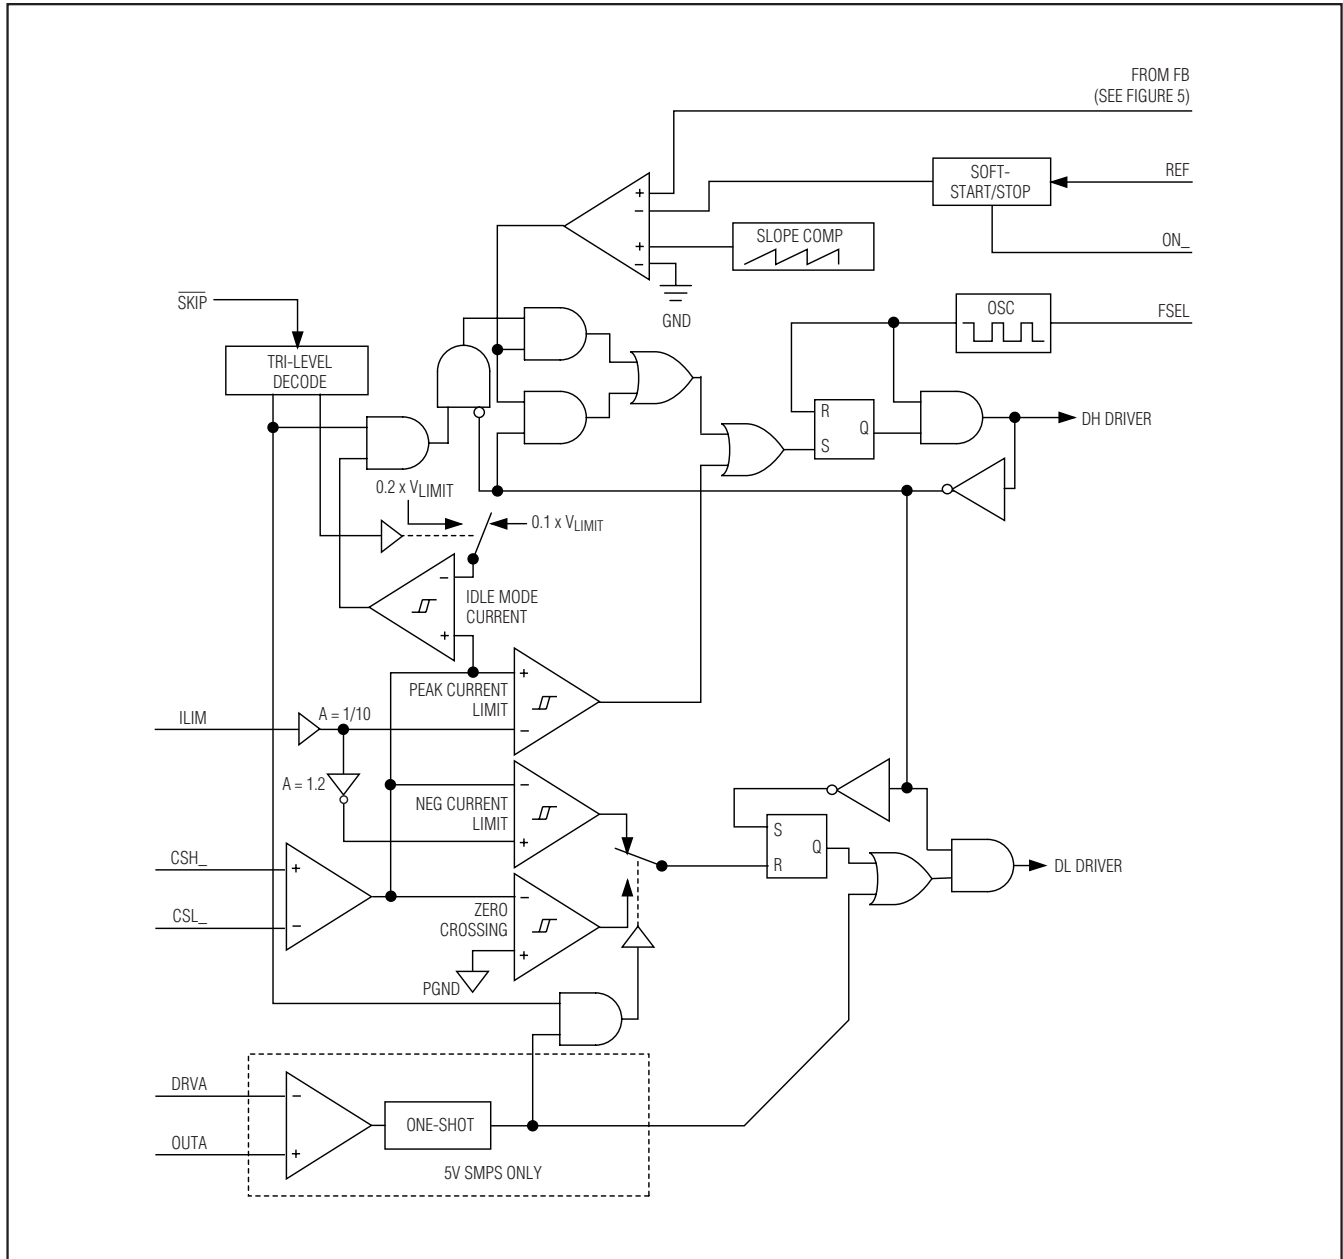 FROM FB
(SEE FIGURE 5)
SOFT-
START/STOP
REF
+
−
SLOPE COMP
+
−
ON_
SKIP
GND
OSC
FSEL
TRI-LEVEL
DECODE
R
Q
S
DH DRIVER
0.2 x VLIMIT
0.1 x VLIMIT
−
IDLE MODE
CURRENT
+
PEAK CURRENT
LIMIT
+
−
ILIM
A = 1/10
A = 1.2
NEG CURRENT
LIMIT
−
+
S
Q
R
CSH_
+
CSL_
−
DL DRIVER
ZERO
CROSSING
−
+
PGND
DRVA
−
OUTA
+
ONE-SHOT
5V SMPS ONLY